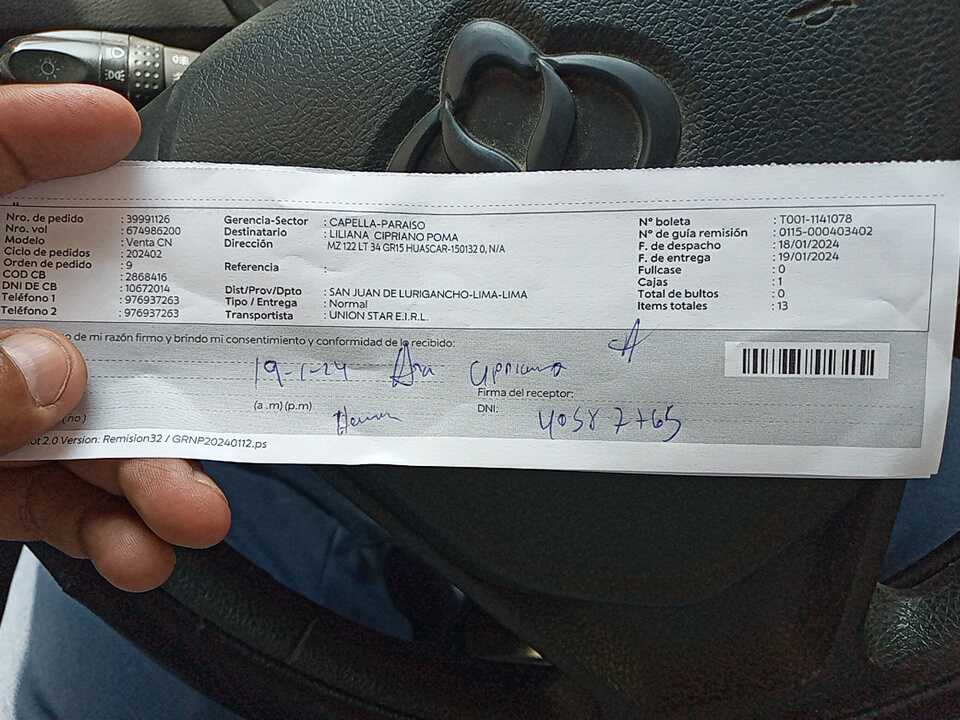 Nro. de pedido : 39991126
Nro. vol : 674986200
Modelo : Venta CN
Ciclo de pedidos : 202402
Orden de pedido : 9
COD CB : 2868416
DNI DE CB : 10672014
Teléfono 1 : 976937263
Teléfono 2 : 976937263
Gerencia-Sector : CAPELLA-PARAISO
Destinatario : LILIANA CIPRIANO POMA
Dirección MZ 122 LT 34 GR15 HUASCAR-150132 0, N/A
Referencia :
Dist/Prov/Dpto : SAN JUAN DE LURIGANCHO-LIMA-LIMA
Tipo / Entrega : Normal
Transportista : UNION STAR E.I.R.L.
N° boleta : T001-1141078
N° de guía remisión : 0115-000403402
F. de despacho : 18/01/2024
F. de entrega : 19/01/2024
Fullcase : 0
Cajas : 1
Total de bultos : 0
Items totales : 13
de mi razón firmo y brindo mi consentimiento y conformidad de lo recibido:
19-1-24 Ana Cipriano
(a .m) (p.m)
Firma del receptor:
DNI:
(no)
2.0 Version: Remision32 / GRNP20240112.ps